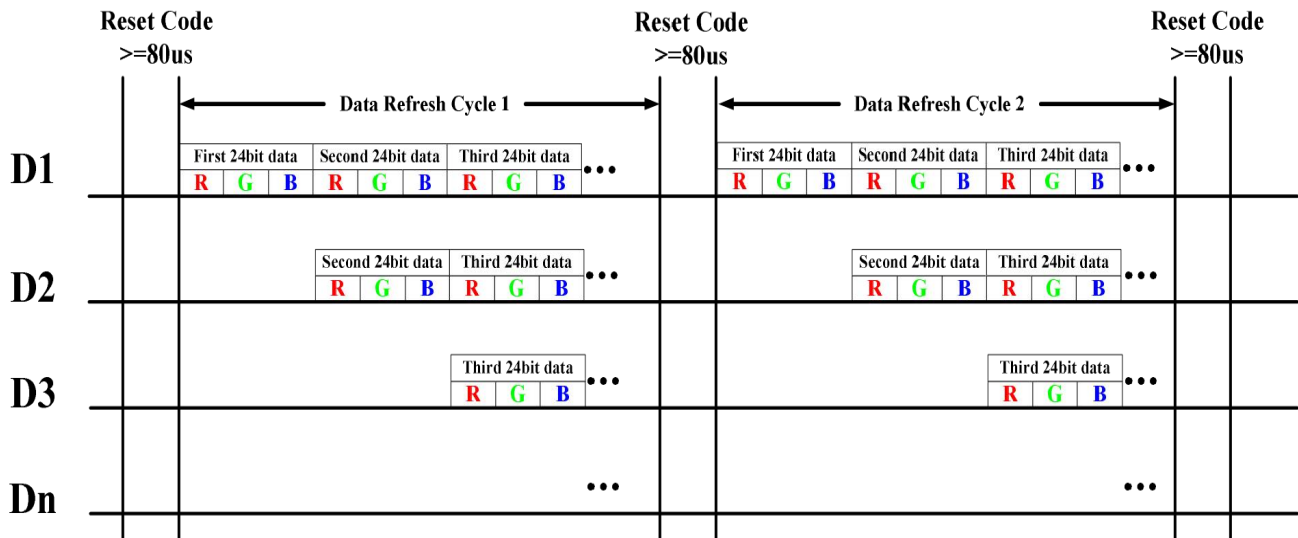 Reset Code
>=80us
Reset Code
>=80us
Reset Code
>=80us
Data Refresh Cycle 1
Data Refresh Cycle 2
D1
First 24bit data Second 24bit data Third 24bit data
R G B R G B R G B
...
First 24bit data Second 24bit data Third 24bit data
R G B R G B R G B
...
D2
Second 24bit data Third 24bit data
R G B R G B
...
Second 24bit data Third 24bit data
R G B R G B
...
D3
Third 24bit data
R G B
...
Third 24bit data
R G B
...
Dn
...
...